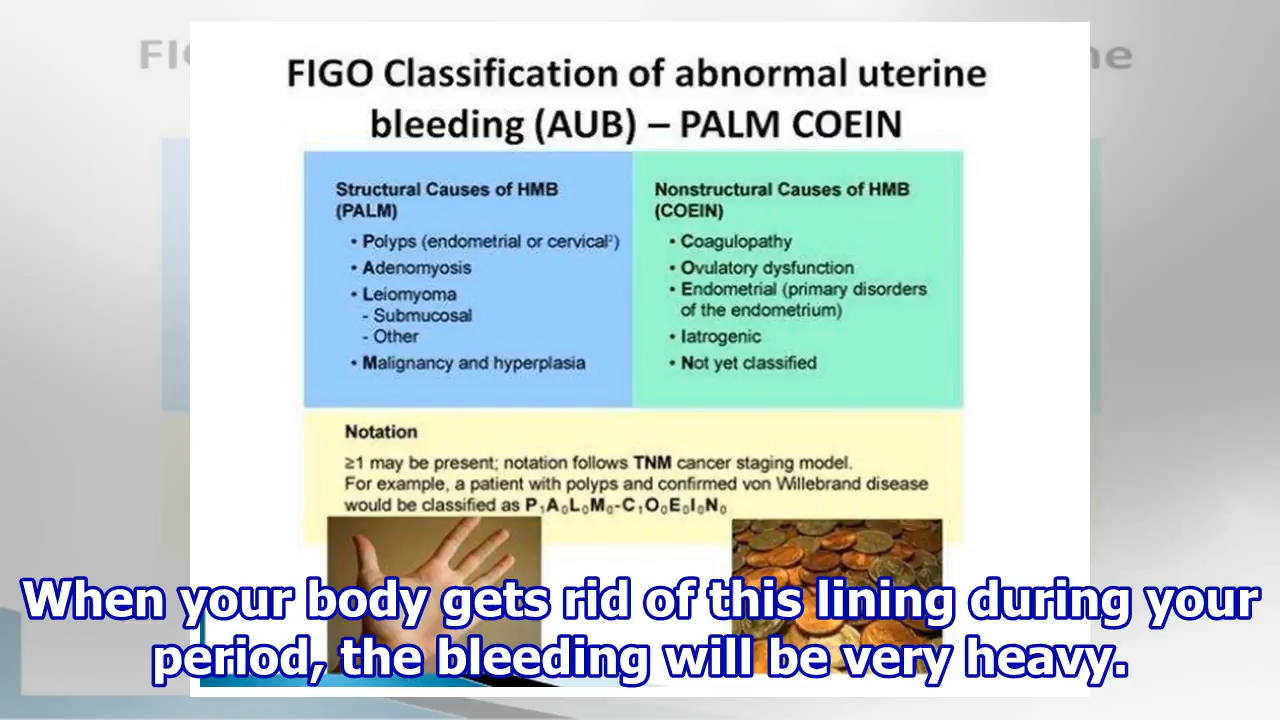 FIGO Classification of abnormal uterine
bleeding (AUB) – PALM COEIN
Structural Causes of HMB
(PALM)
• Polyps (endometrial or cervical²)
• Adenomyosis
• Leiomyoma
- Submucosal
- Other
• Malignancy and hyperplasia
Nonstructural Causes of HMB
(COEIN)
• Coagulopathy
• Ovulatory dysfunction
• Endometrial (primary disorders
of the endometrium)
• Iatrogenic
• Not yet classified
Notation
≥1 may be present; notation follows TNM cancer staging model.
For example, a patient with polyps and confirmed von Willebrand disease
would be classified as P₁A₀L₀M₀-C₁O₀E₀I₀N₀
When your body gets rid of this lining during your
period, the bleeding will be very heavy.